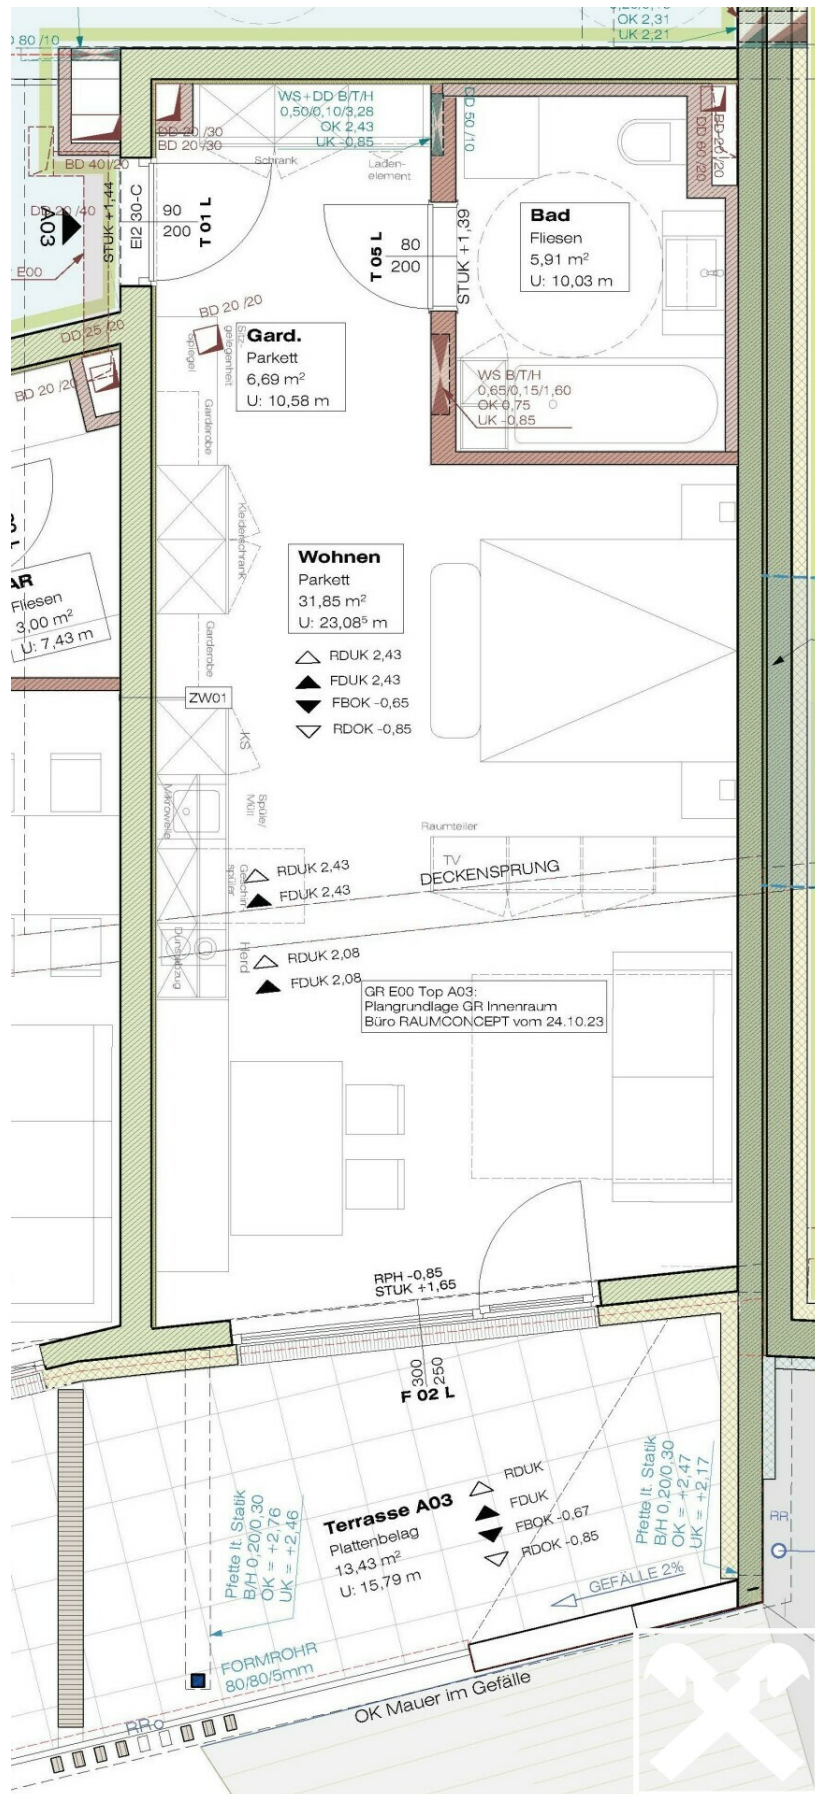 0 80 /10
OK 2,31
UK 2,21
WS+DD B/T/H
0,50/0,10/3,28
OK 2,43
UK -0,85
DD 50 /10
DD 20 /30
BD 20 /30
Schrank
Laden-
element
DD 60 /20
BD 20 /20
BD 40 /20
DD 20 /40
A03
STUK +1,44
EI2 30-C
90
200
T 01 L
T 05 L
80
200
STUK +1,39
Bad
Fliesen
5,91 m²
U: 10,03 m
E00
DD 25 /20
BD 20 /20
BD 20 /20
Sitz-
gelegenheit
spiegel
Gard.
Parkett
6,69 m²
U: 10,58 m
WS B/T/H
0,65/0,15/1,60
OK 0,75
UK -0,85
Garderobe
Kleiderschrank
AR
Fliesen
3,00 m²
U: 7,43 m
Wohnen
Parkett
31,85 m²
U: 23,08⁵ m
RDUK 2,43
FDUK 2,43
FBOK -0,65
RDOK -0,85
Garderobe
ZW01
KS
Mikrowelle
Spüle/
Müll
Raumteiler
TV
DECKENSPRUNG
Geschirr
spüler
RDUK 2,43
FDUK 2,43
Dunstabzug
Herd
RDUK 2,08
FDUK 2,08
GR E00 Top A03:
Plangrundlage GR Innenraum
Büro RAUMCONCEPT vom 24.10.23
RPH -0,85
STUK +1,65
300
250
F 02 L
Terrasse A03
Plattenbelag
13,43 m²
U: 15,79 m
RDUK
FDUK
FBOK -0,67
RDOK -0,85
Pfette lt. Statik
B/H 0,20/0,30
OK = +2,76
UK = +2,46
Pfette lt. Statik
B/H 0,20/0,30
OK = +2,47
UK = +2,17
RR
GEFÄLLE 2%
FORMROHR
80/80/5mm
RR
OK Mauer im Gefälle